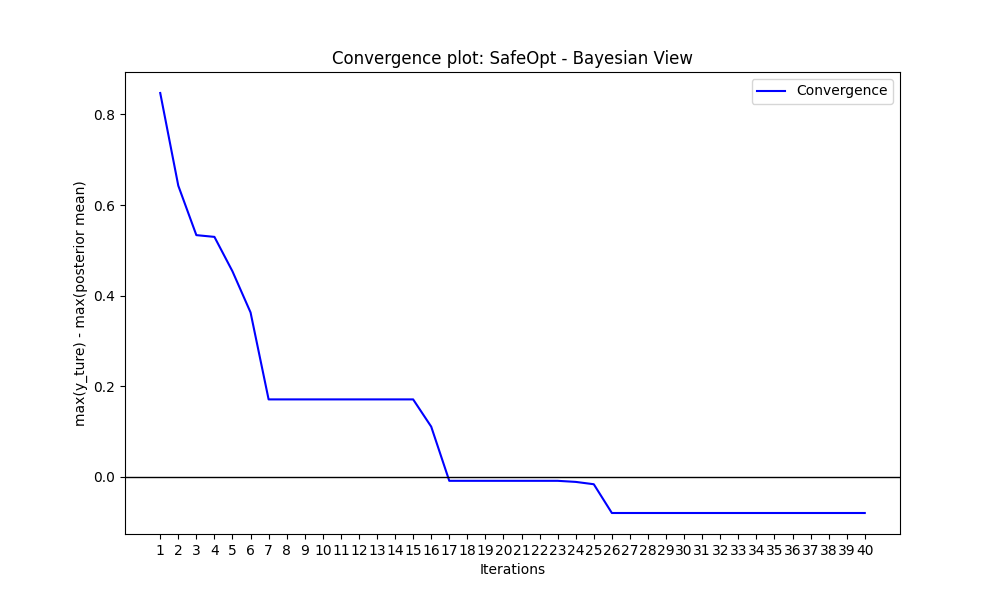 Convergence plot: SafeOpt - Bayesian View
Convergence
max(y_ture) - max(posterior mean)
0.8
0.6
0.4
0.2
0.0
1 2 3 4 5 6 7 8 9 10 11 12 13 14 15 16 17 18 19 20 21 22 23 24 25 26 27 28 29 30 31 32 33 34 35 36 37 38 39 40
Iterations